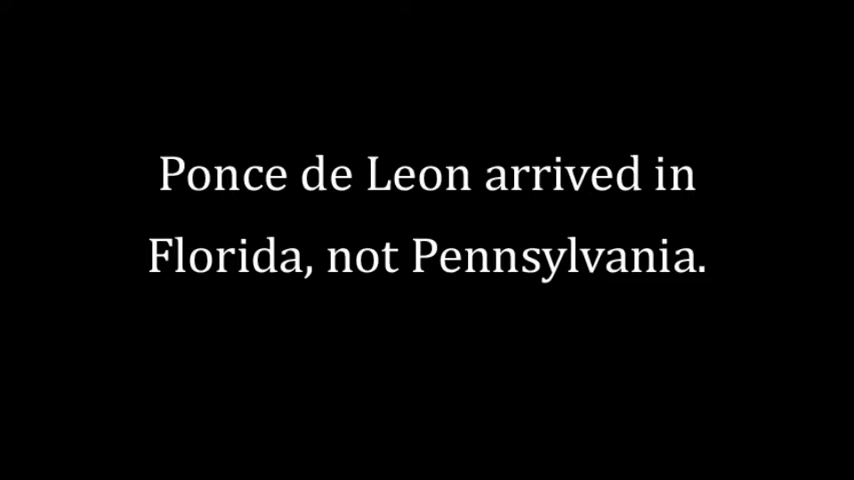 Ponce de Leon arrived in
Florida, not Pennsylvania.